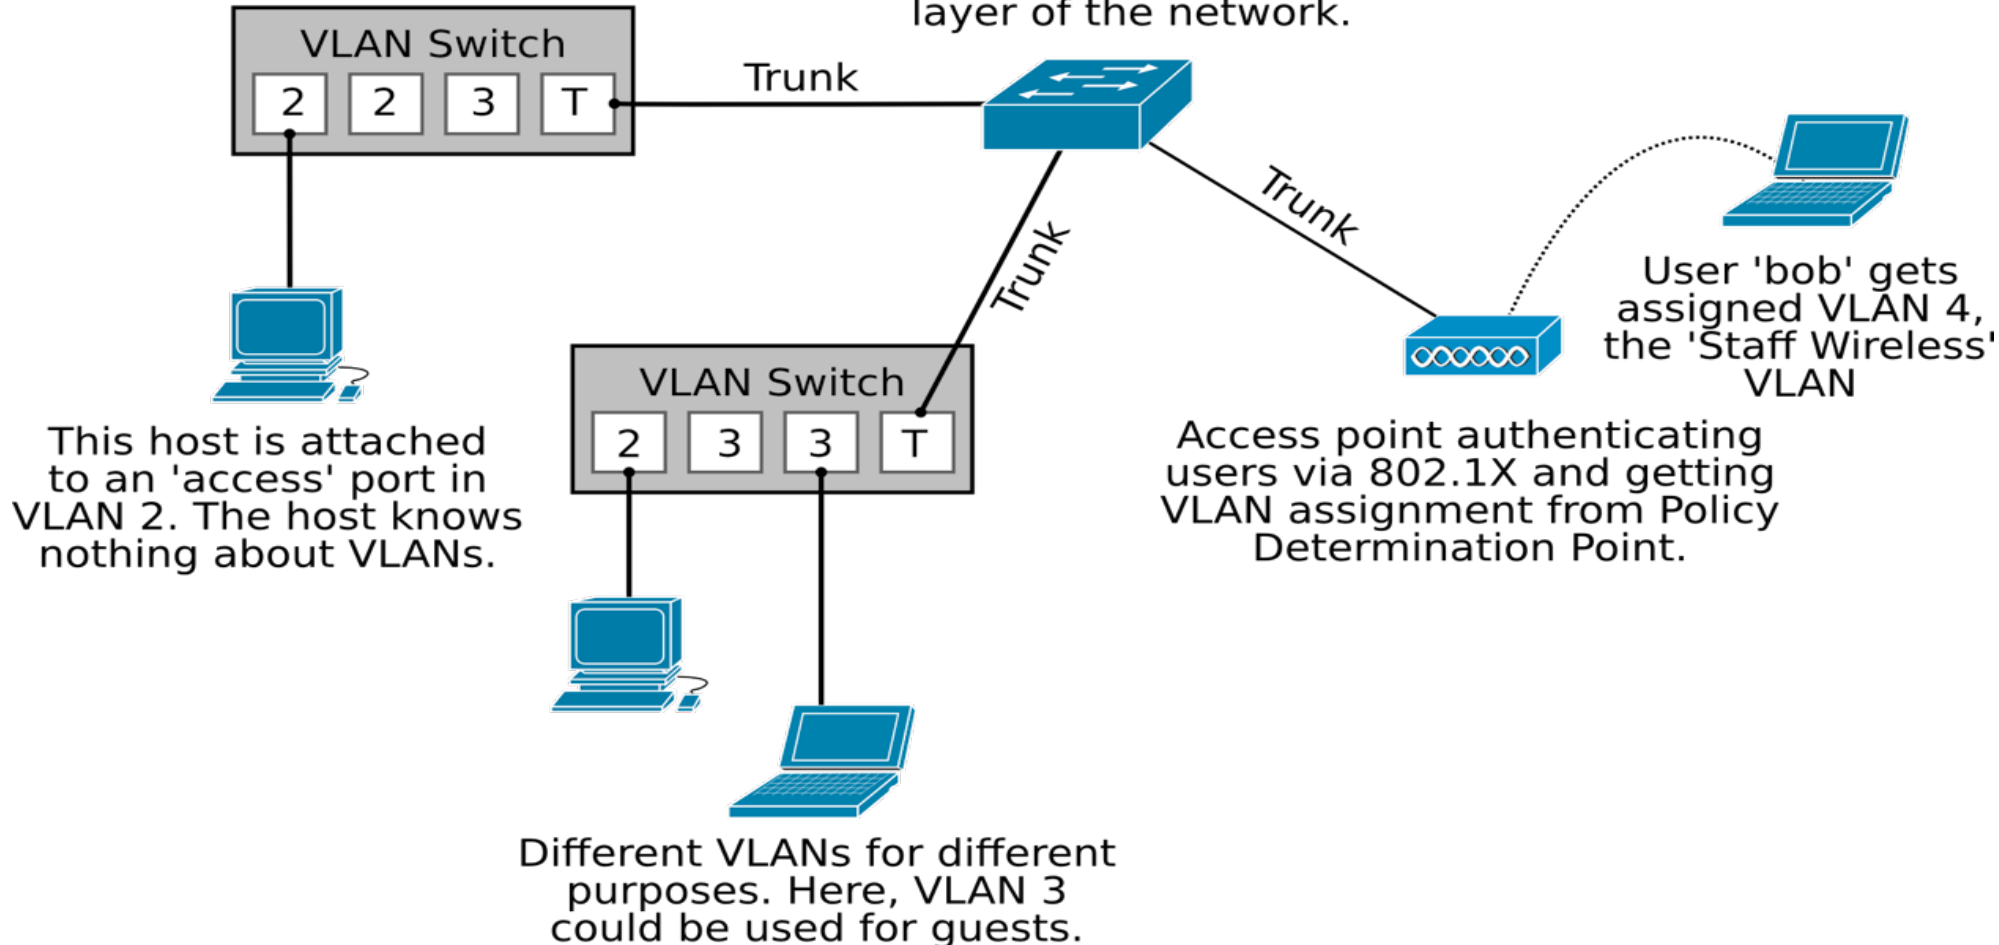 layer of the network.
VLAN Switch
2 2 3 T
Trunk
Trunk
Trunk
User 'bob' gets
assigned VLAN 4,
the 'Staff Wireless'
VLAN
VLAN Switch
2 3 3 T
This host is attached
to an 'access' port in
VLAN 2. The host knows
nothing about VLANs.
Access point authenticating
users via 802.1X and getting
VLAN assignment from Policy
Determination Point.
Different VLANs for different
purposes. Here, VLAN 3
could be used for guests.